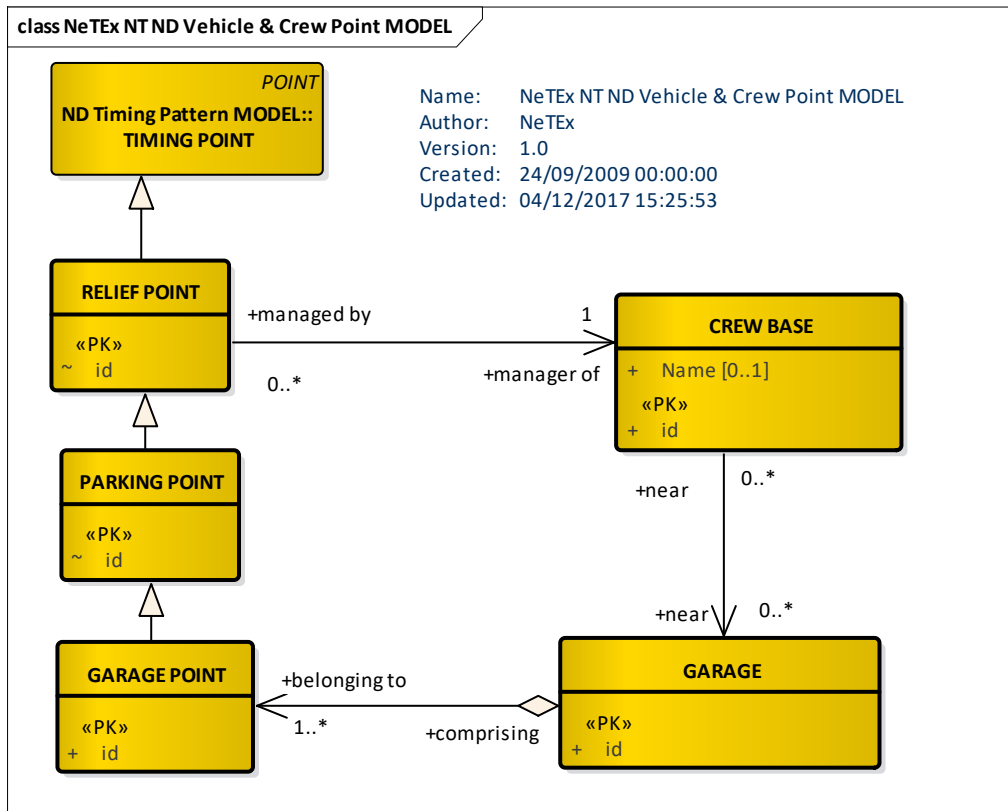 class NeTEx NT ND Vehicle & Crew Point MODEL
POINT
ND Timing Pattern MODEL::
TIMING POINT
Name: NeTEx NT ND Vehicle & Crew Point MODEL
Author: NeTEx
Version: 1.0
Created: 24/09/2009 00:00:00
Updated: 04/12/2017 15:25:53
RELIEF POINT
«PK»
~ id
+managed by
0..*
1
+manager of
CREW BASE
+ Name [0..1]
«PK»
+ id
PARKING POINT
«PK»
~ id
+near
0..*
+near
0..*
GARAGE POINT
«PK»
+ id
+belonging to
1..*
+comprising
GARAGE
«PK»
+ id